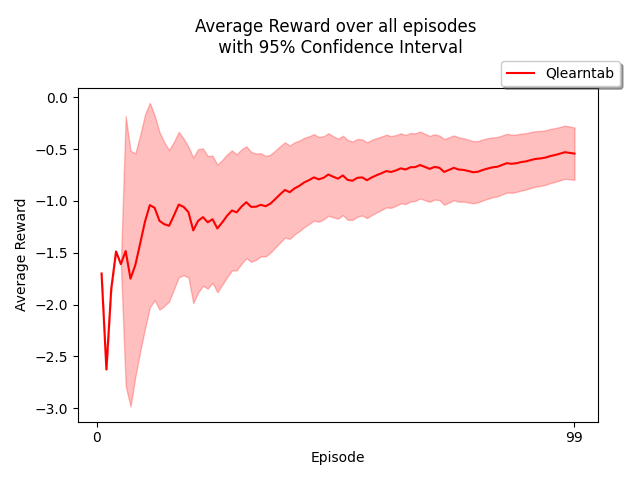 Average Reward over all episodes
with 95% Confidence Interval
Qlearntab
0.0
−0.5
−1.0
−1.5
−2.0
−2.5
−3.0
Average Reward
0
99
Episode